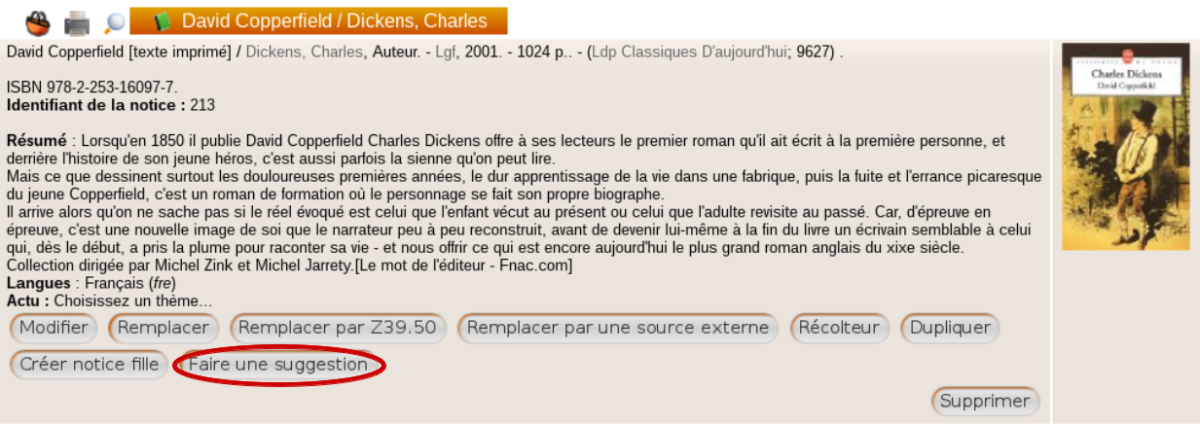 David Copperfield / Dickens, Charles
David Copperfield [texte imprimé] / Dickens, Charles, Auteur. - Lgf, 2001. - 1024 p.. - (Ldp Classiques D'aujourd'hui; 9627) .
ISBN 978-2-253-16097-7.
Identifiant de la notice : 213
Résumé : Lorsqu'en 1850 il publie David Copperfield Charles Dickens offre à ses lecteurs le premier roman qu'il ait écrit à la première personne, et
derrière l'histoire de son jeune héros, c'est aussi parfois la sienne qu'on peut lire.
Mais ce que dessinent surtout les douloureuses premières années, le dur apprentissage de la vie dans une fabrique, puis la fuite et l'errance picaresque
du jeune Copperfield, c'est un roman de formation où le personnage se fait son propre biographe.
Il arrive alors qu'on ne sache pas si le réel évoqué est celui que l'enfant vécut au présent ou celui que l'adulte revisite au passé. Car, d'épreuve en
épreuve, c'est une nouvelle image de soi que le narrateur peu à peu reconstruit, avant de devenir lui-même à la fin du livre un écrivain semblable à celui
qui, dès le début, a pris la plume pour raconter sa vie - et nous offrir ce qui est encore aujourd'hui le plus grand roman anglais du xixe siècle.
Collection dirigée par Michel Zink et Michel Jarrety.[Le mot de l'éditeur - Fnac.com]
Langues : Français (fre)
Actu : Choisissez un thème...
Modifier Remplacer Remplacer par Z39.50 Remplacer par une source externe Récolteur Dupliquer
Créer notice fille Faire une suggestion
Supprimer
Charles Dickens
David Copperfield